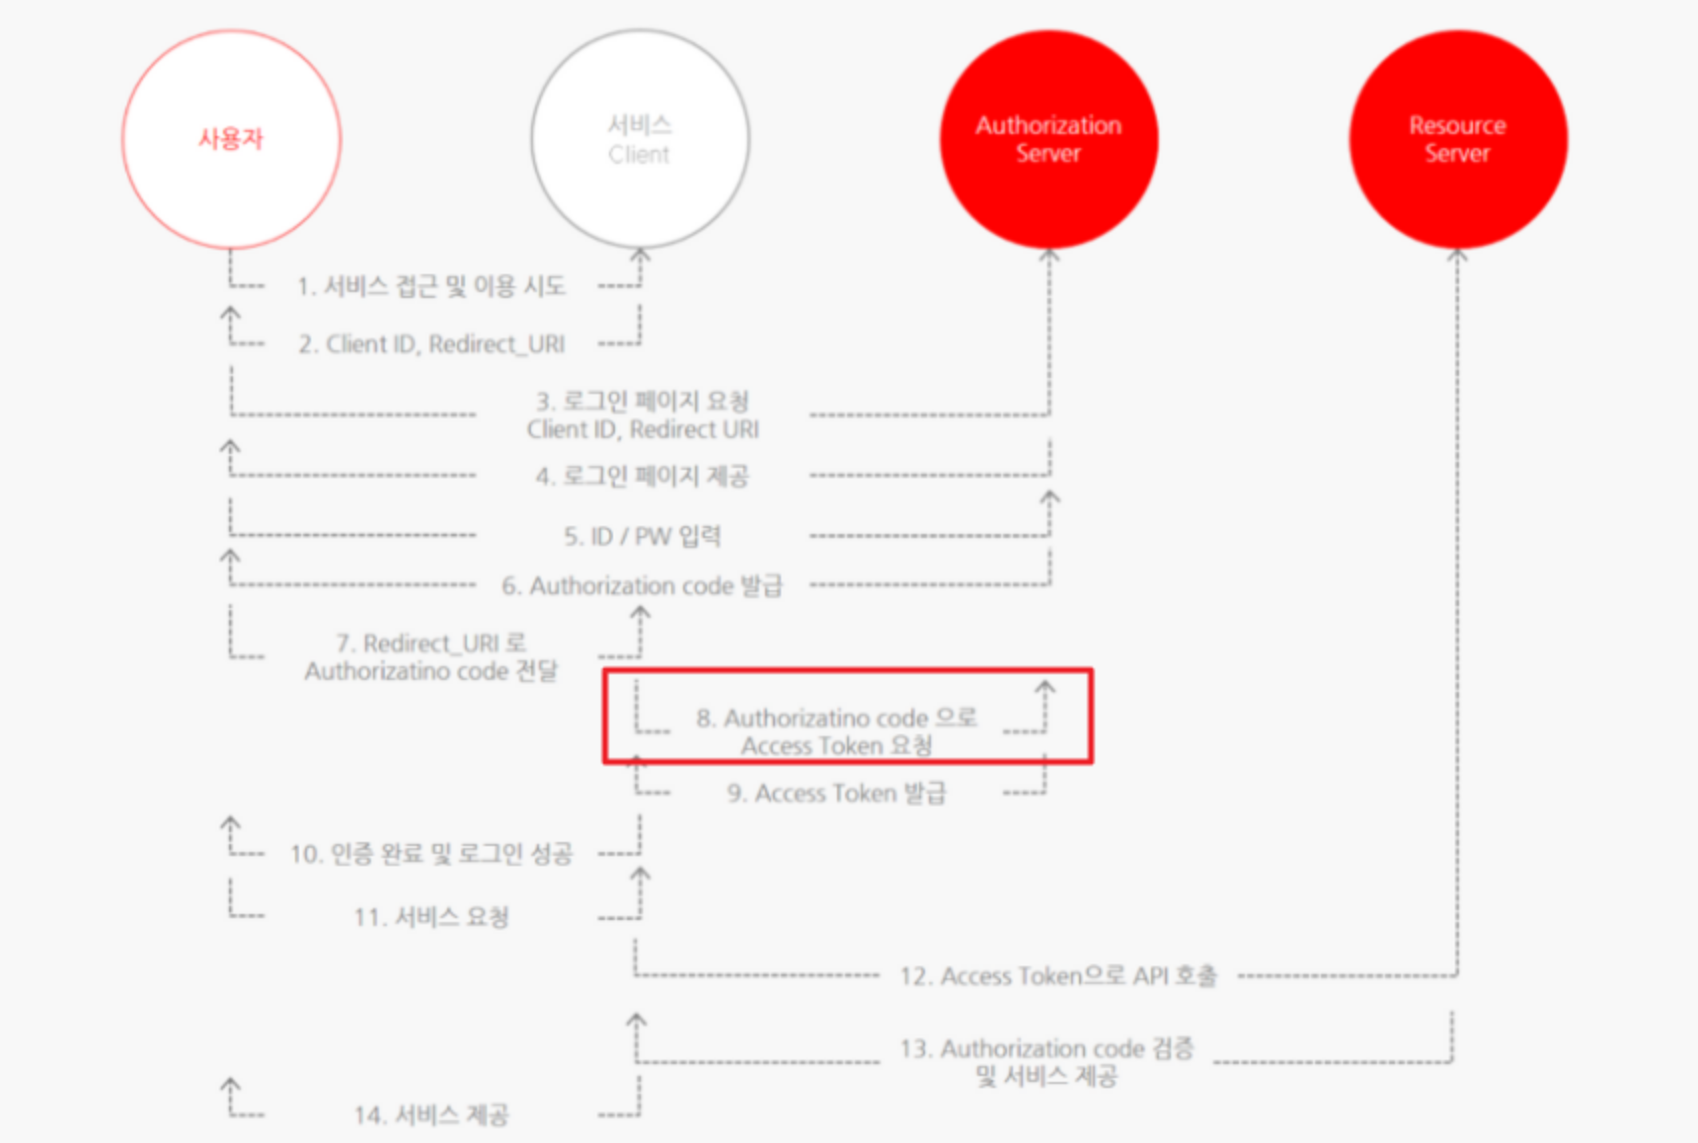 사용자
서비스
Client
Authorization
Server
Resource
Server
1. 서비스 접근 및 이용 시도
2. Client ID, Redirect_URI
3. 로그인 페이지 요청
Client ID, Redirect URI
4. 로그인 페이지 제공
5. ID / PW 입력
6. Authorization code 발급
7. Redirect_URI 로
Authorizatino code 전달
8. Authorizatino code 으로
Access Token 요청
9. Access Token 발급
10. 인증 완료 및 로그인 성공
11. 서비스 요청
12. Access Token으로 API 호출
13. Authorization code 검증
및 서비스 제공
14. 서비스 제공